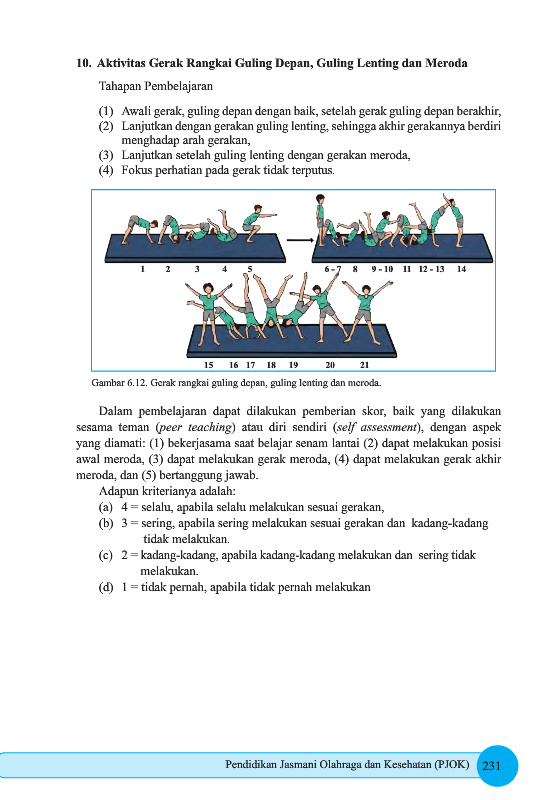 10. Aktivitas Gerak Rangkai Guling Depan, Guling Lenting dan Meroda
Tahapan Pembelajaran
(1) Awali gerak, guling depan dengan baik, setelah gerak guling depan berakhir,
(2) Lanjutkan dengan gerakan guling lenting, sehingga akhir gerakannya berdiri
menghadap arah gerakan,
(3) Lanjutkan setelah guling lenting dengan gerakan meroda,
(4) Fokus perhatian pada gerak tidak terputus.
1 2 3 4 5 6 - 7 8 9 - 10 11 12 - 13 14
15 16 17 18 19 20 21
Gambar 6.12. Gerak rangkai guling depan, guling lenting dan meroda.
Dalam pembelajaran dapat dilakukan pemberian skor, baik yang dilakukan
sesama teman (peer teaching) atau diri sendiri (self assessment), dengan aspek
yang diamati: (1) bekerjasama saat belajar senam lantai (2) dapat melakukan posisi
awal meroda, (3) dapat melakukan gerak meroda, (4) dapat melakukan gerak akhir
meroda, dan (5) bertanggung jawab.
Adapun kriterianya adalah:
(a) 4 = selalu, apabila selalu melakukan sesuai gerakan,
(b) 3 = sering, apabila sering melakukan sesuai gerakan dan kadang-kadang
tidak melakukan.
(c) 2 = kadang-kadang, apabila kadang-kadang melakukan dan sering tidak
melakukan.
(d) 1 = tidak pernah, apabila tidak pernah melakukan
Pendidikan Jasmani Olahraga dan Kesehatan (PJOK) 231